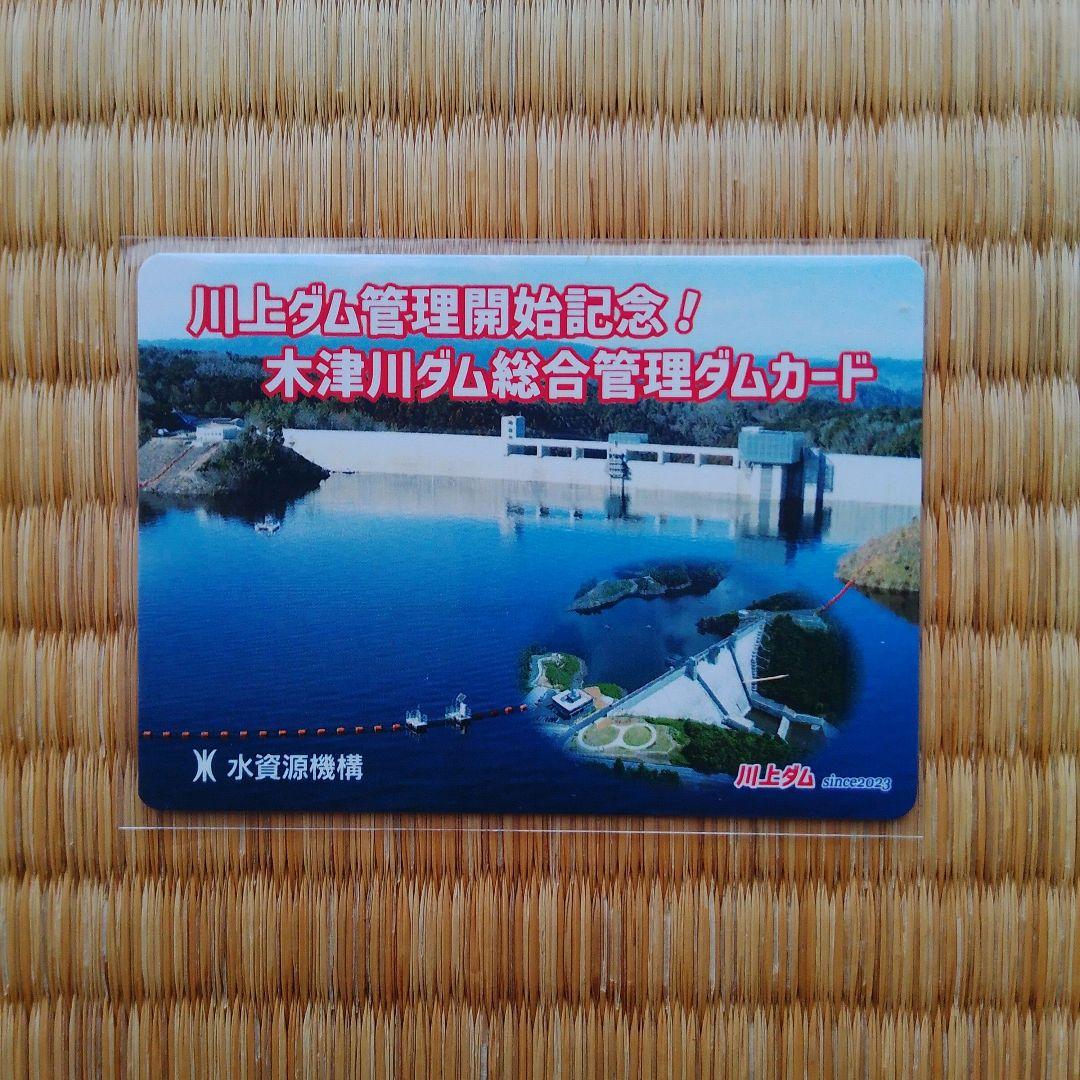 川上ダム管理開始記念！
木津川ダム総合管理ダムカード
水資源機構
川上ダム since2023